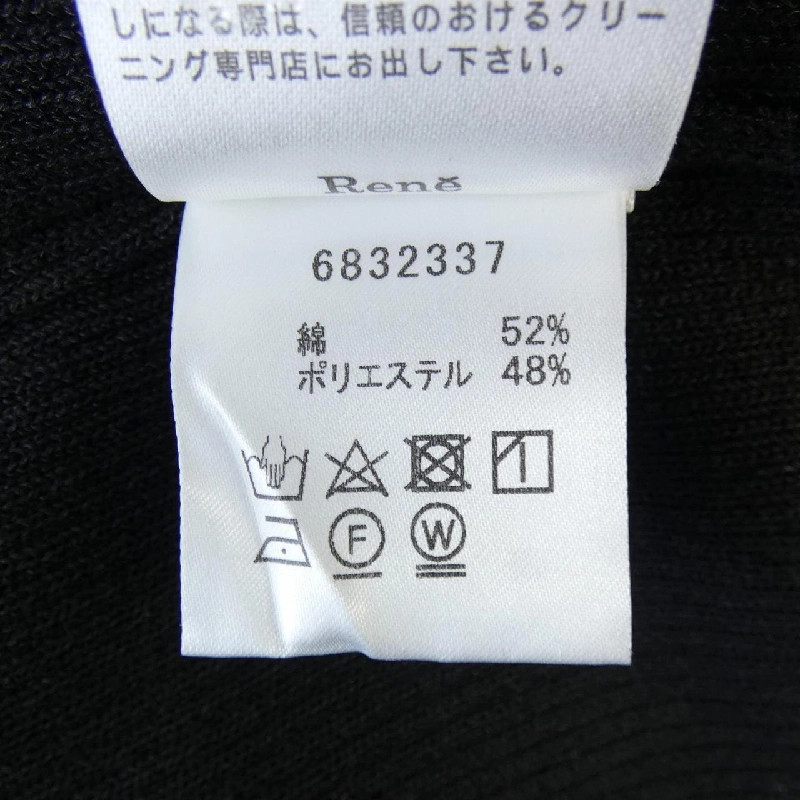 しになる際は、信頼のおけるクリー
ニング専門店にお出し下さい。
René
6832337
綿 52%
ポリエステル 48%
F W